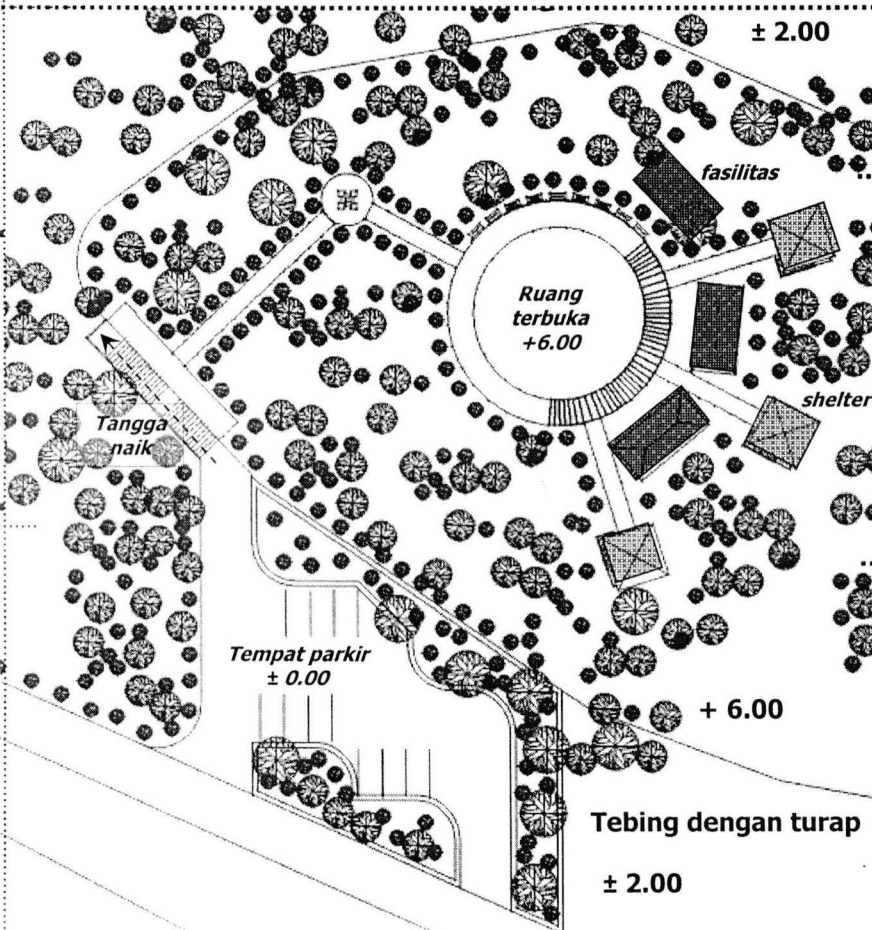 ± 2.00
fasilitas
Ruang
terbuka
+6.00
shelter
Tangga
naik
Tempat parkir
± 0.00
+ 6.00
Tebing dengan turap
± 2.00